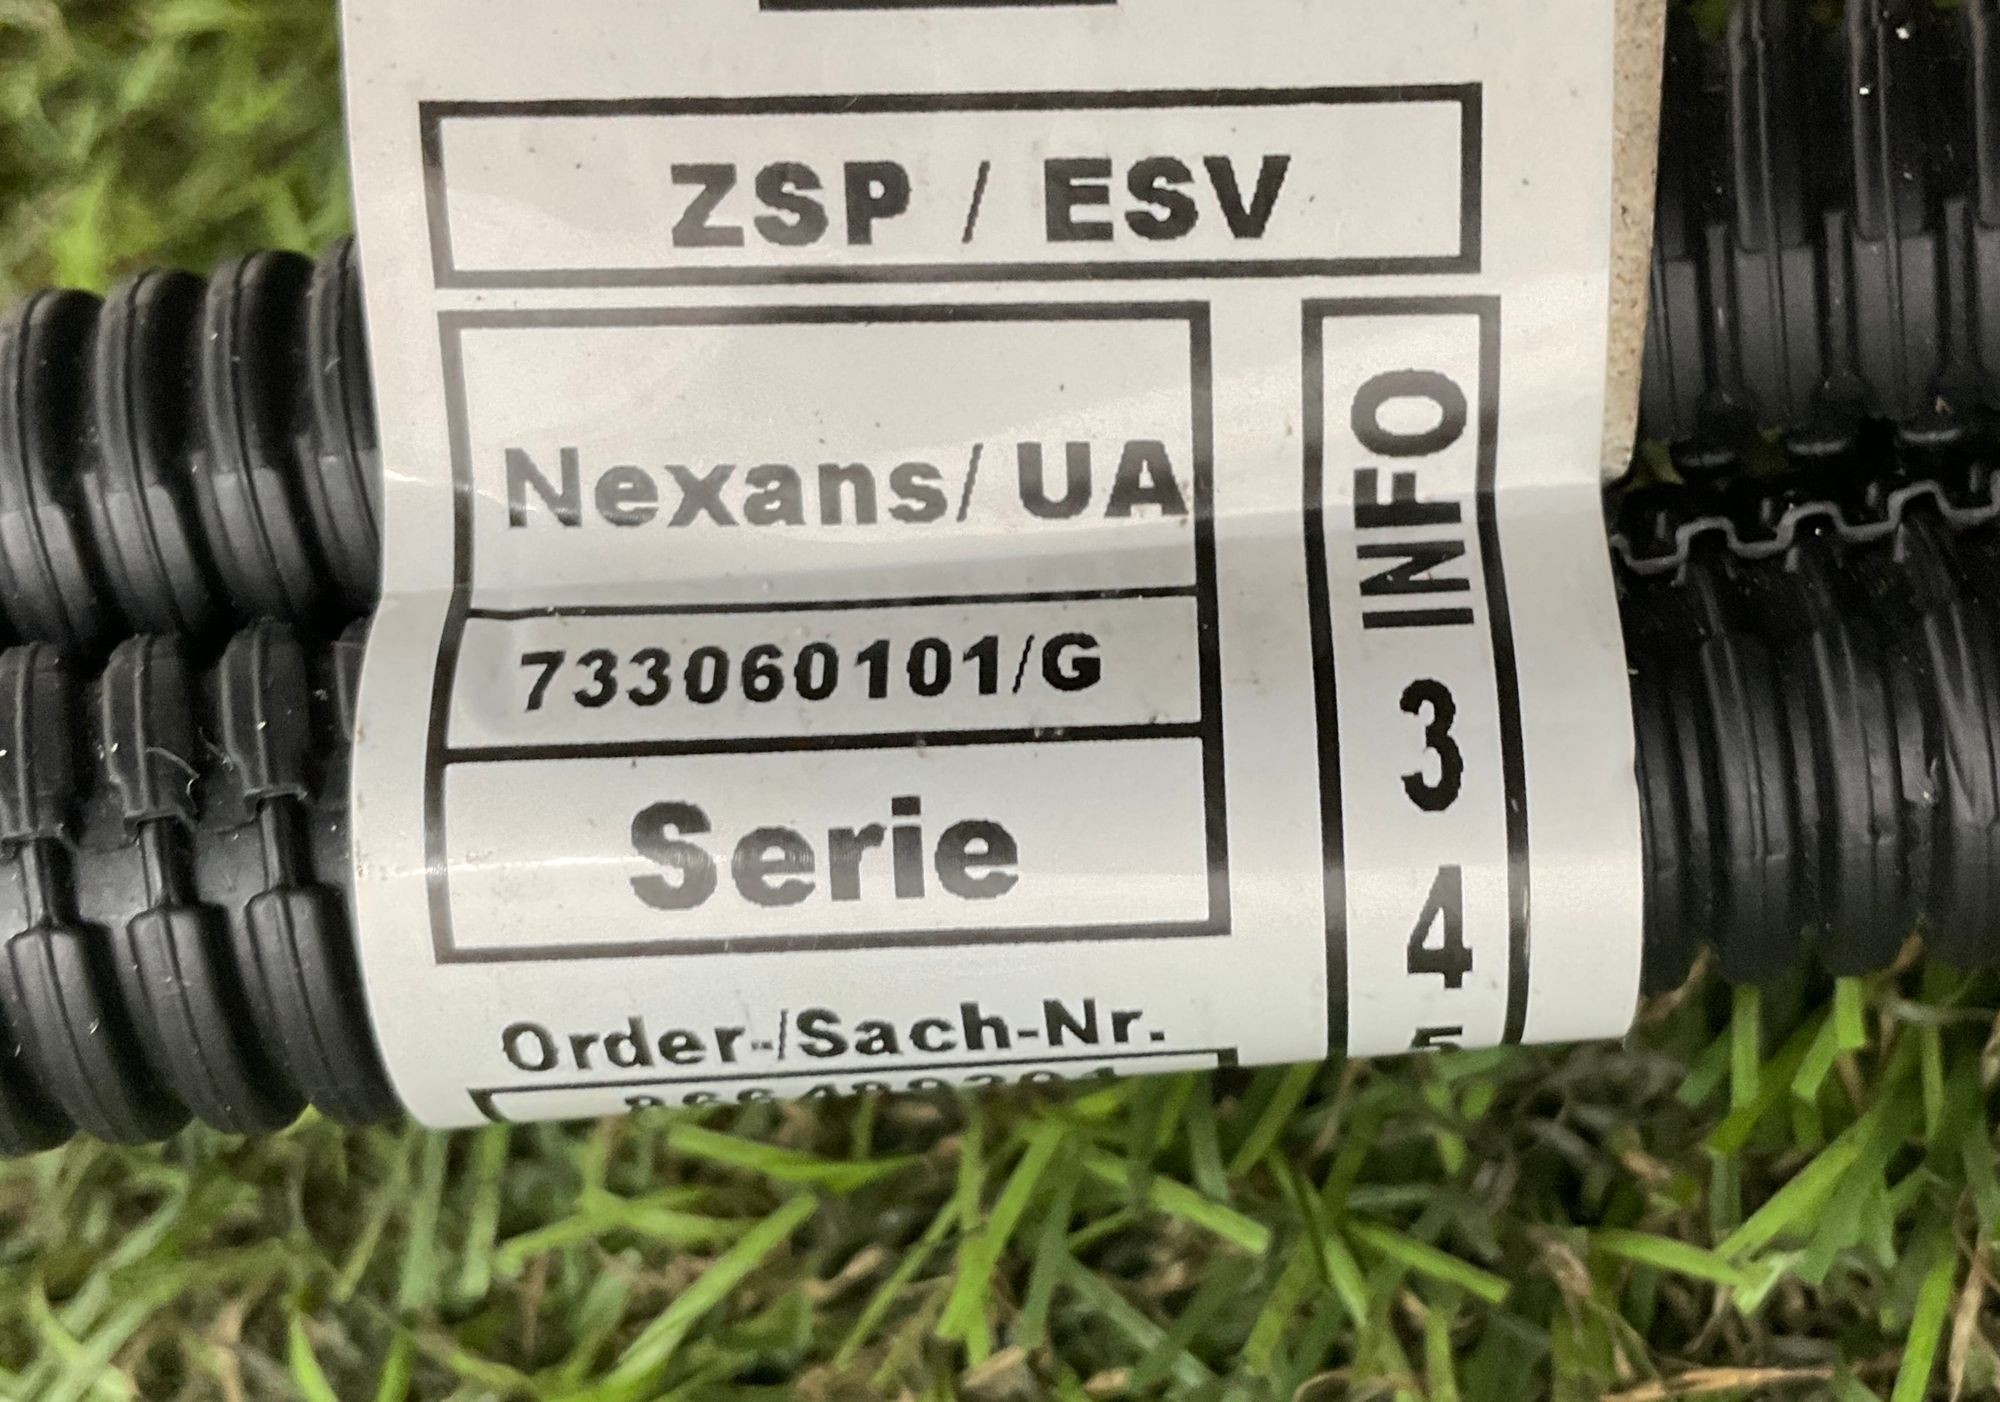 ZSP / ESV
Nexans/ UA
733060101/G
Serie
Order-/Sach-Nr.
INFO
3
4